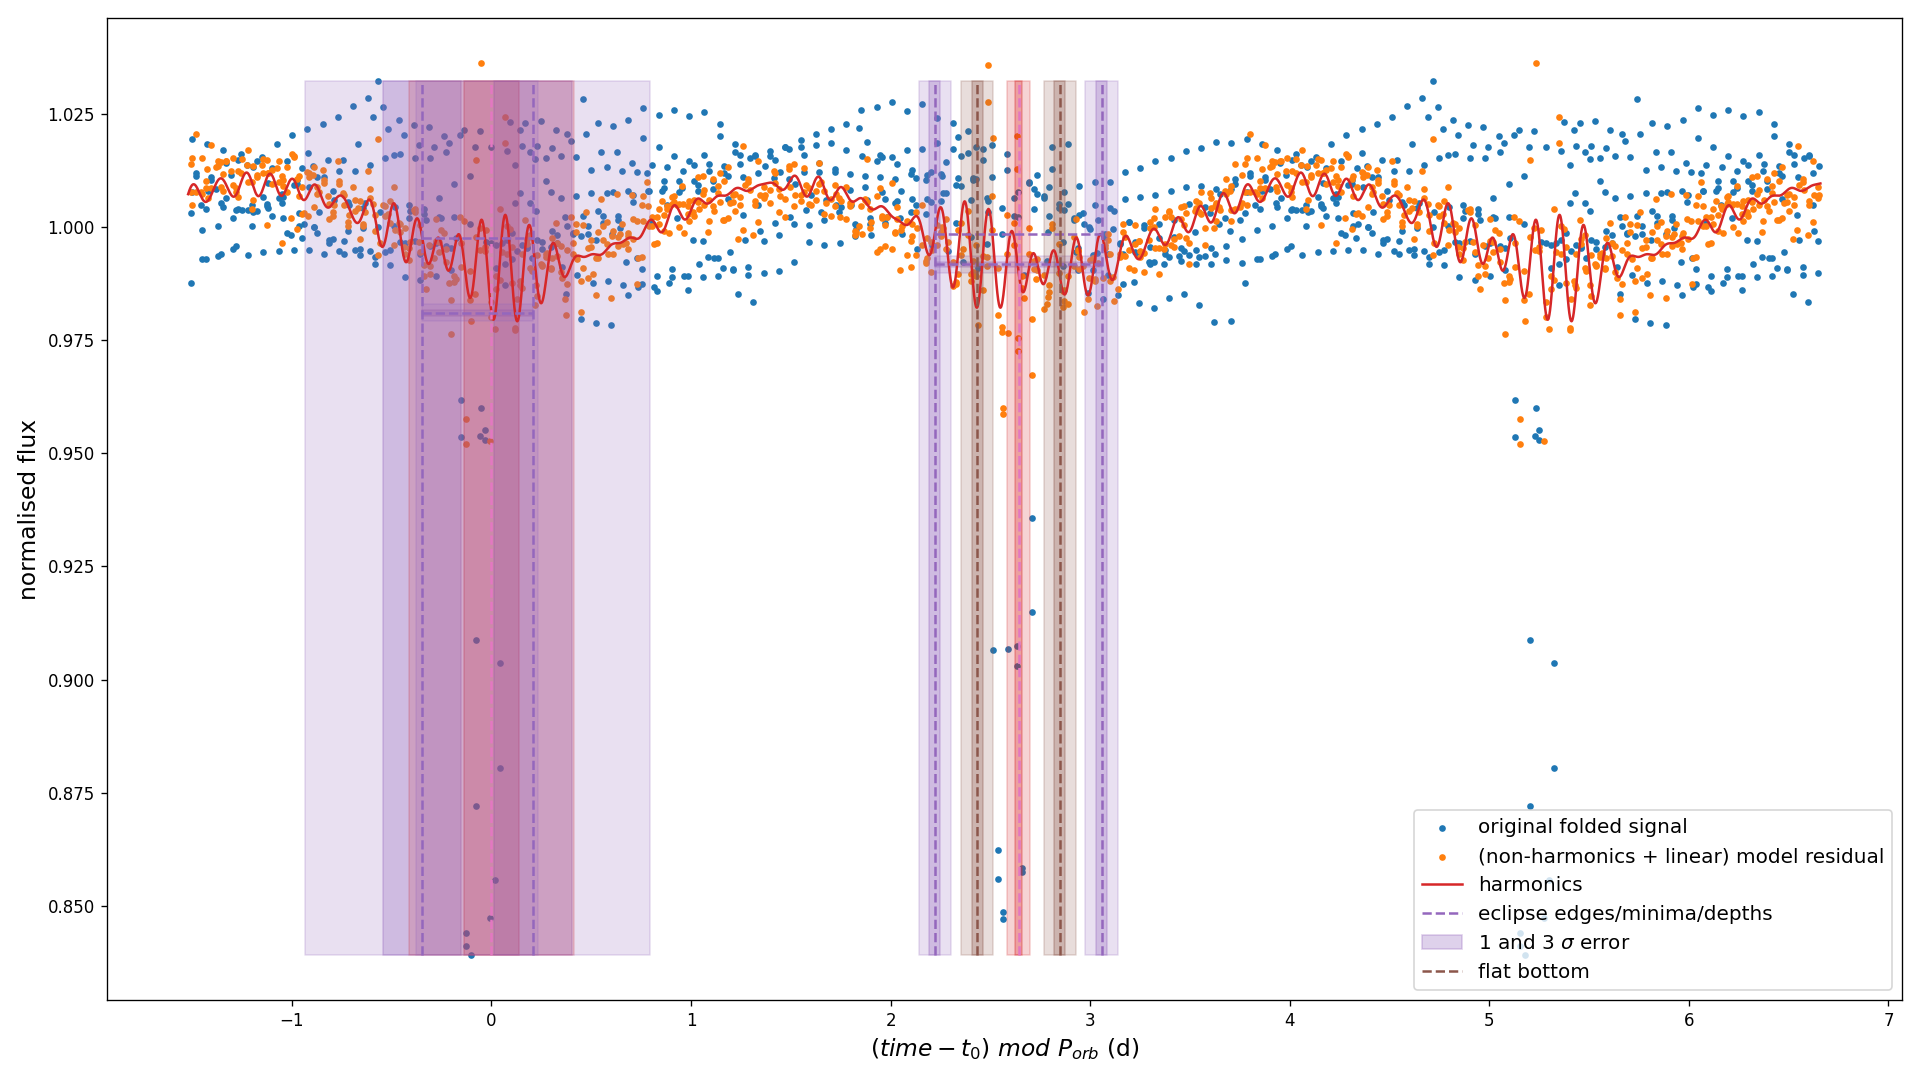 normalised flux
1.025
1.000
0.975
0.950
0.925
0.900
0.875
0.850
−1 0 1 2 3 4 5 6 7
(time − t₀) mod Pₒᵣb (d)
original folded signal
(non-harmonics + linear) model residual
harmonics
eclipse edges/minima/depths
1 and 3 σ error
flat bottom